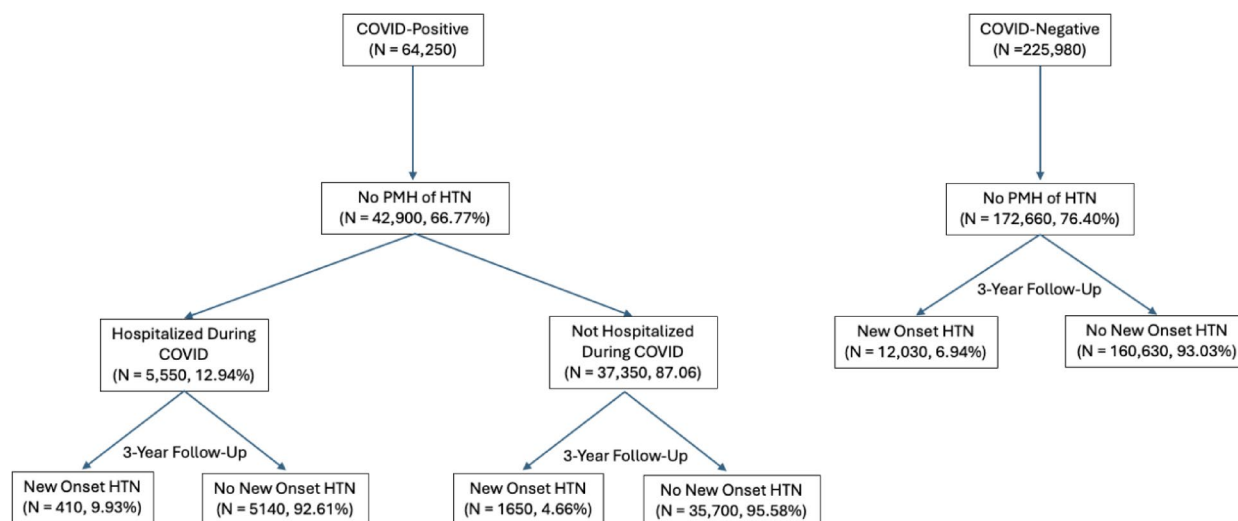 COVID-Positive
(N = 64,250)
COVID-Negative
(N =225,980)
No PMH of HTN
(N = 42,900, 66.77%)
No PMH of HTN
(N = 172,660, 76.40%)
3-Year Follow-Up
Hospitalized During
COVID
(N = 5,550, 12.94%)
Not Hospitalized
During COVID
(N = 37,350, 87.06)
New Onset HTN
(N = 12,030, 6.94%)
No New Onset HTN
(N = 160,630, 93.03%)
3-Year Follow-Up
3-Year Follow-Up
New Onset HTN
(N = 410, 9.93%)
No New Onset HTN
(N = 5140, 92.61%)
New Onset HTN
(N = 1650, 4.66%)
No New Onset HTN
(N = 35,700, 95.58%)